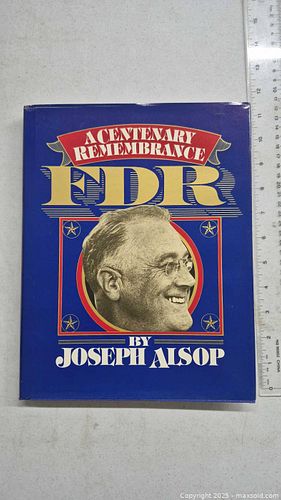 A CENTENARY
REMEMBRANCE
FDR
BY
JOSEPH ALSOP
Copyright © 2025 - maxsold.com